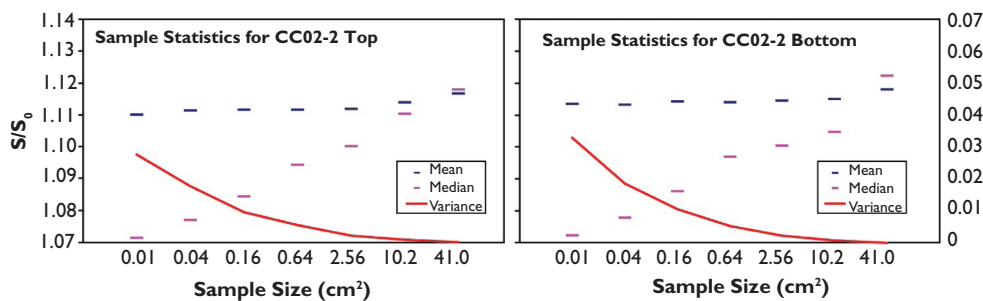 Sample Statistics for CC02-2 Top
S/S0
1.14
1.13
1.12
1.11
1.10
1.09
1.08
1.07
Mean
Median
Variance
0.01 0.04 0.16 0.64 2.56 10.2 41.0
Sample Size (cm²)
Sample Statistics for CC02-2 Bottom
0.07
0.06
0.05
0.04
0.03
0.02
0.01
0
Mean
Median
Variance
0.01 0.04 0.16 0.64 2.56 10.2 41.0
Sample Size (cm²)